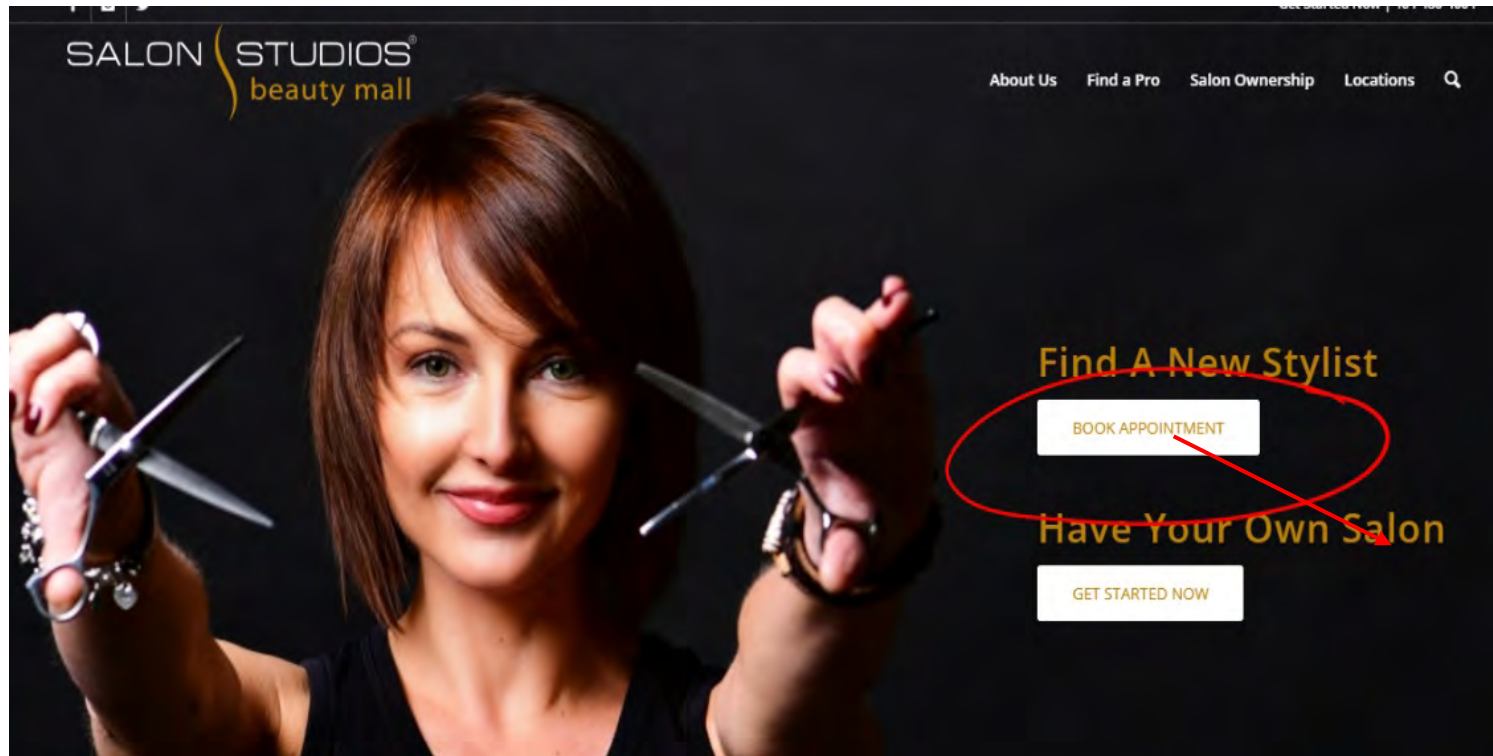 SALON STUDIOS®
beauty mall
About Us Find a Pro Salon Ownership Locations
Find A New Stylist
BOOK APPOINTMENT
Have Your Own Salon
GET STARTED NOW